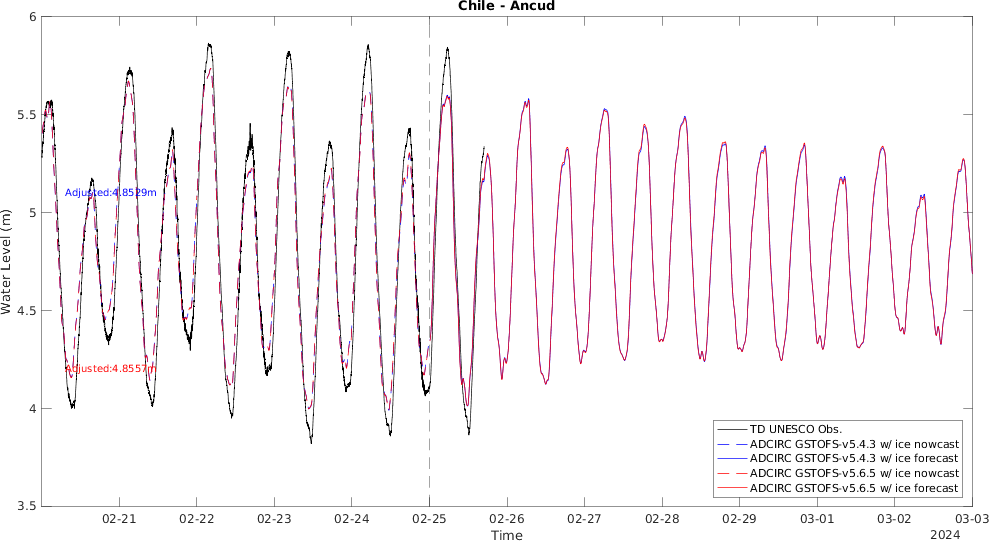 Chile - Ancud
6
5.5
5
4.5
4
3.5
Water Level (m)
Adjusted:4.8529m
Adjusted:4.8557m
TD UNESCO Obs.
ADCIRC GSTOFS-v5.4.3 w/ ice nowcast
ADCIRC GSTOFS-v5.4.3 w/ ice forecast
ADCIRC GSTOFS-v5.6.5 w/ ice nowcast
ADCIRC GSTOFS-v5.6.5 w/ ice forecast
02-21 02-22 02-23 02-24 02-25 02-26 02-27 02-28 02-29 03-01 03-02 03-03
Time
2024